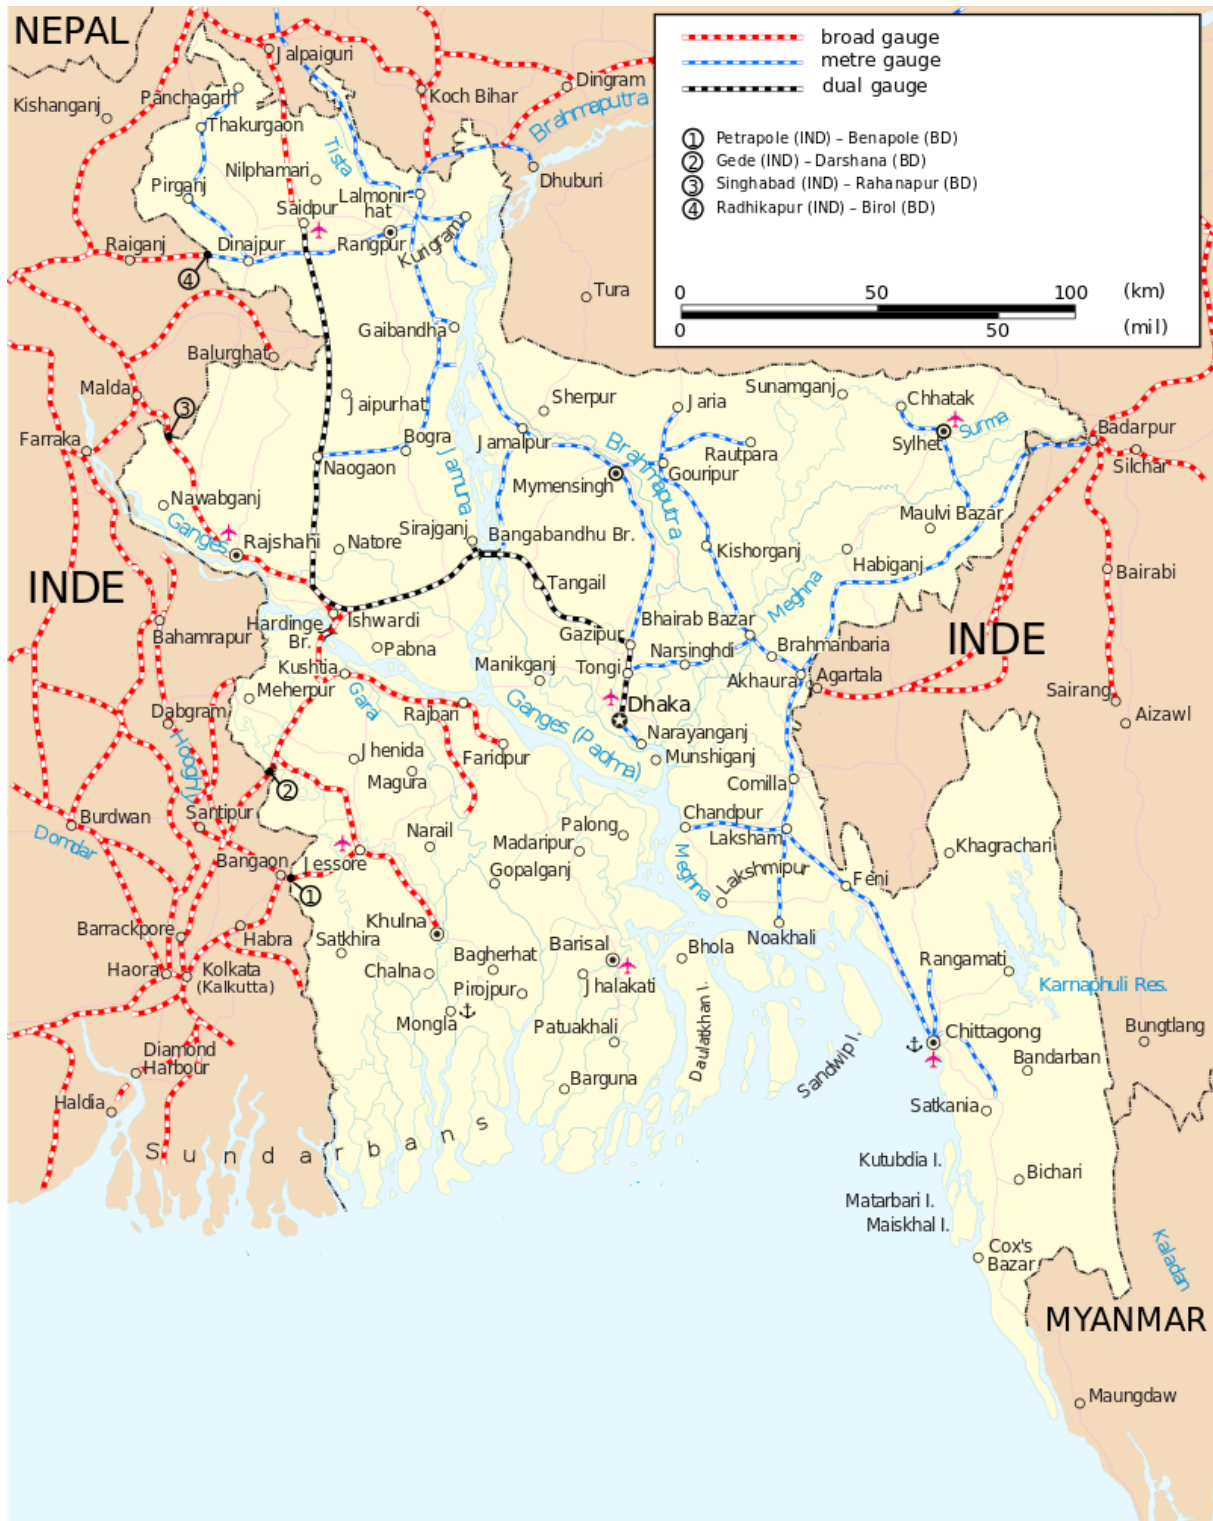 NEPAL
Jalpaiguri
Dingram
Panchagarh
Koch Bihar
Kishanganj
Brahmaputra
Thakurgaon
Tista
Nilphamari
Dhuburi
Pirganj
Lalmonir-
hat
Saidpur
Raiganj
Dinajpur
Rangpur
Kurigram
4
Tura
broad gauge
metre gauge
dual gauge
1 Petrapole (IND) – Benapole (BD)
2 Gede (IND) – Darshana (BD)
3 Singhabad (IND) – Rahanapur (BD)
4 Radhikapur (IND) – Birol (BD)
0 50 100 (km)
0 50 (mil)
Gaibandha
Balurghat
Malda
3
Jaipurhat
Sherpur
Jaria
Sunamganj
Chhatak
Sylhet
Surma
Badarpur
Silchar
Farraka
Bogra
Jamalpur
Brahmaputra
Rautpara
Gouripur
Naogaon
Jamuna
Mymensingh
Nawabganj
Maulvi Bazar
Ganges
Rajshahi
Natore
Sirajganj
Bangabandhu Br.
Kishorganj
Habiganj
Bairabi
INDE
Tangail
Meghna
Hardinge
Br.
Ishwardi
Bahamrapur
Pabna
Gazipur
Bhairab Bazar
INDE
Kushtia
Manikganj
Tongi
Narsinghdi
Brahmanbaria
Akhaura
Agartala
Meherpur
Gara
Rajbari
Ganges (Padma)
Dhaka
Sairang
Aizawl
Dabgram
Hooghly
Jhenida
Magura
Faridpur
Narayanganj
Munshiganj
2
Comilla
Burdwan
Santipur
Domdar
Narail
Palong
Chandpur
Laksham
Madaripur
Khagrachari
Bangaon
Lessore
Gopalganj
Meghna
Lakshmipur
Feni
1
Khulna
Barrackpore
Habra
Satkhira
Bagherhat
Barisal
Bhola
Noakhali
Haora
Kolkata
(Kalkutta)
Chalna
Pirojpur
Jhalakati
Rangamati
Karnaphuli Res.
Mongla
Patuakhali
Daulatkhan I.
Sandwip I.
Chittagong
Bungtlang
Diamond
Harbour
Bandarban
Barguna
Haldia
Satkania
Sundarbans
Kutubdia I.
Bichari
Matarbari I.
Maiskhal I.
Cox's
Bazar
Kaladan
MYANMAR
Maungdaw